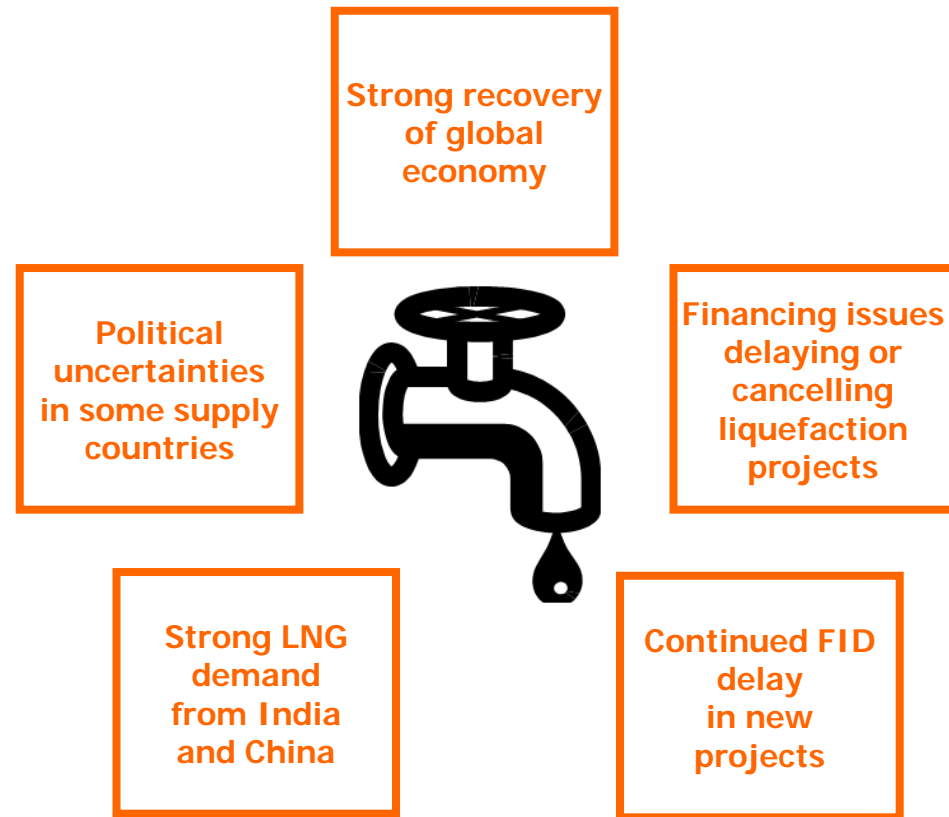 Strong recovery
of global
economy
Political
uncertainties
in some supply
countries
Financing issues
delaying or
cancelling
liquefaction
projects
Strong LNG
demand
from India
and China
Continued FID
delay
in new
projects